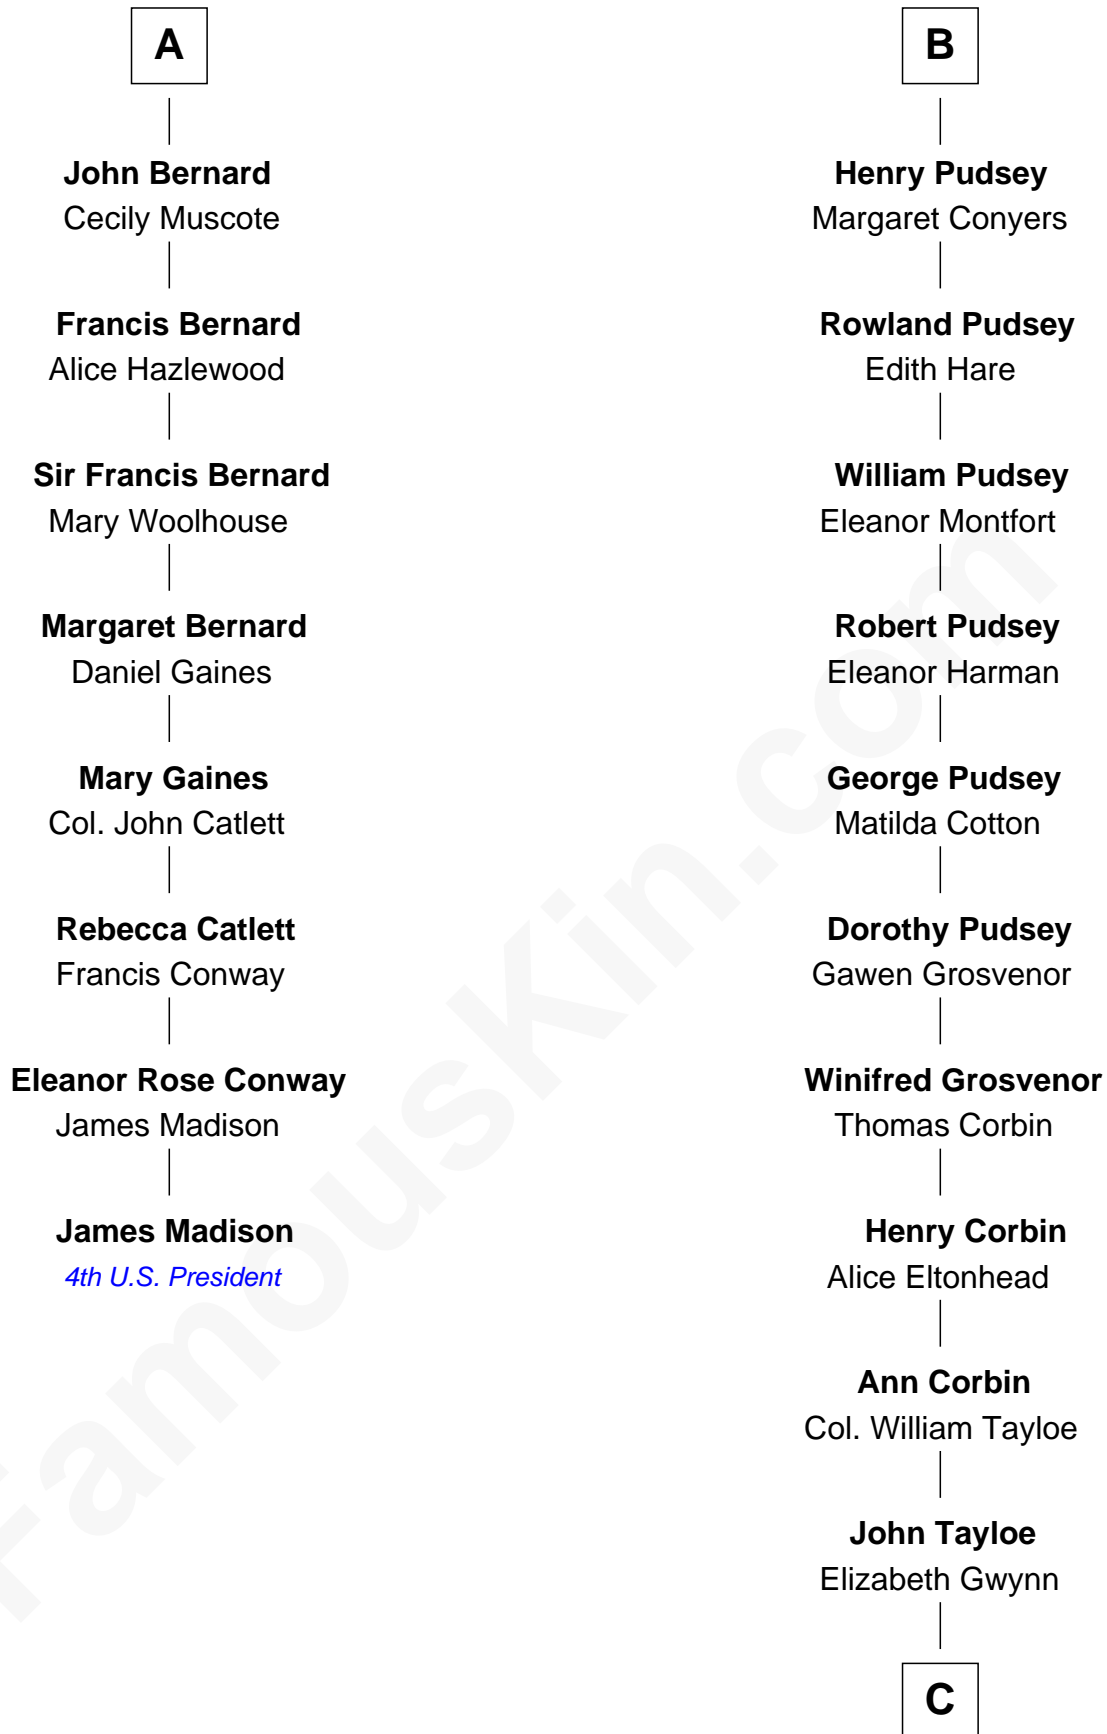 A
John Bernard
Cecily Muscote
Francis Bernard
Alice Hazlewood
Sir Francis Bernard
Mary Woolhouse
Margaret Bernard
Daniel Gaines
Mary Gaines
Col. John Catlett
Rebecca Catlett
Francis Conway
Eleanor Rose Conway
James Madison
James Madison
4th U.S. President
B
Henry Pudsey
Margaret Conyers
Rowland Pudsey
Edith Hare
William Pudsey
Eleanor Montfort
Robert Pudsey
Eleanor Harman
George Pudsey
Matilda Cotton
Dorothy Pudsey
Gawen Grosvenor
Winifred Grosvenor
Thomas Corbin
Henry Corbin
Alice Eltonhead
Ann Corbin
Col. William Tayloe
John Tayloe
Elizabeth Gwynn
C
FamousKin.com